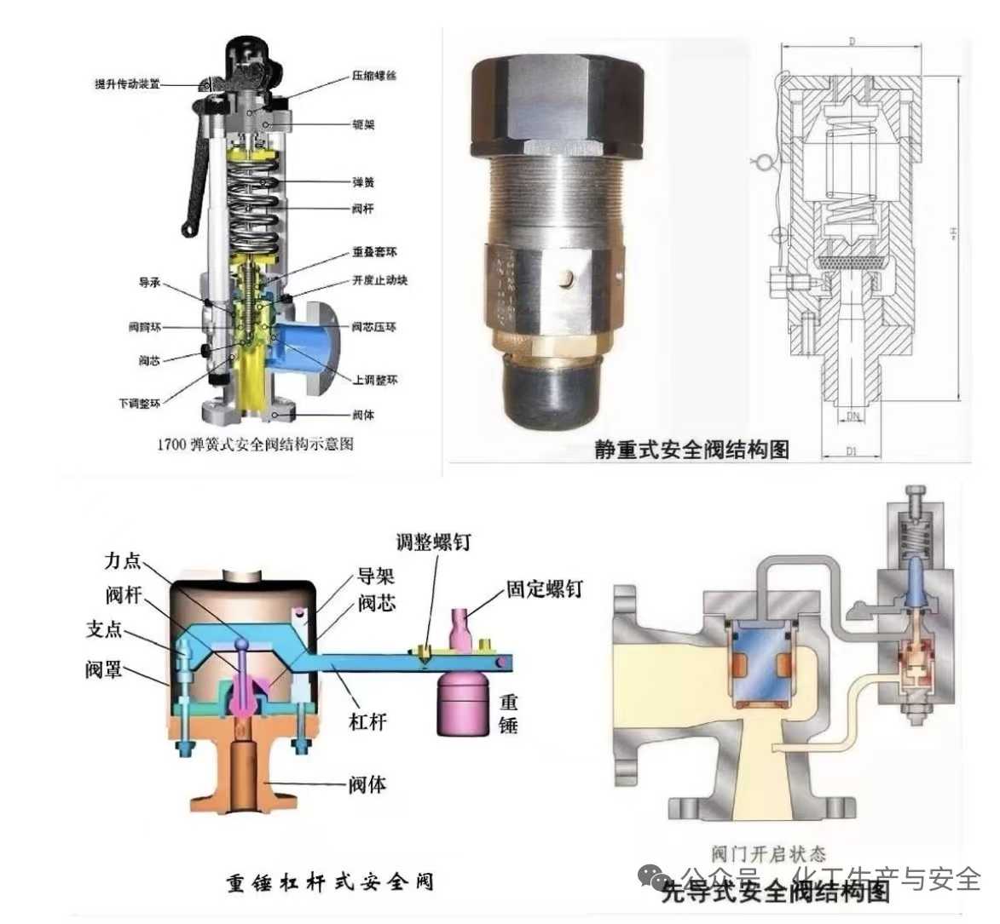 提升传动装置
压缩螺丝
轭架
弹簧
阀杆
重叠套环
导承
开度止动块
阀瓣环
阀芯压环
阀芯
上调整环
下调整环
阀体
1700 弹簧式安全阀结构示意图
D
H
DN
D1
静重式安全阀结构图
调整螺钉
力点
导架
固定螺钉
阀杆
阀芯
支点
阀罩
杠杆
重锤
阀体
重锤杠杆式安全阀
阀门开启状态
公众号 · 化工生产与安全
先导式安全阀结构图